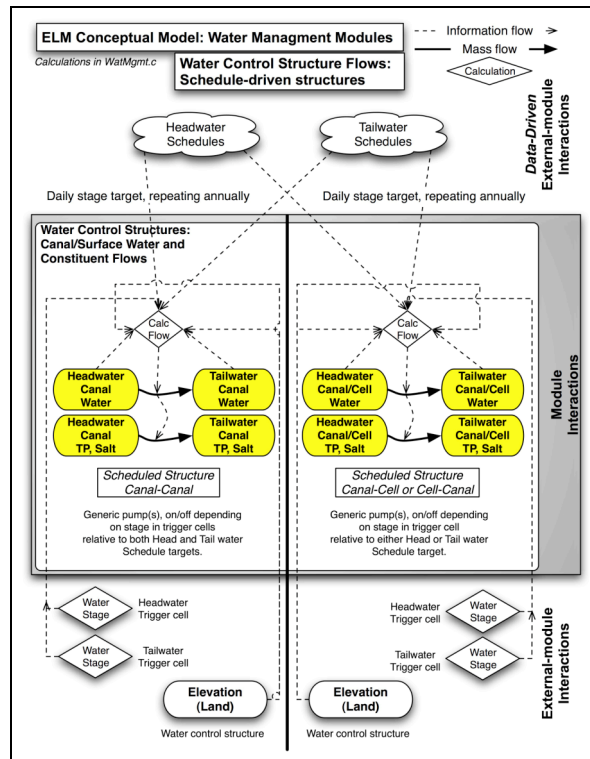 ELM Conceptual Model: Water Managment Modules
Calculations in WatMgmt.c
Water Control Structure Flows:
Schedule-driven structures
Information flow
Mass flow
Calculation
Data-Driven
External-module
Interactions
Headwater
Schedules
Tailwater
Schedules
Daily stage target, repeating annually
Daily stage target, repeating annually
Water Control Structures:
Canal/Surface Water and
Constituent Flows
Module
Interactions
Calc
Flow
Headwater
Canal
Water
Tailwater
Canal
Water
Headwater
Canal
TP, Salt
Tailwater
Canal
TP, Salt
Scheduled Structure
Canal-Canal
Generic pump(s), on/off depending
on stage in trigger cells
relative to both Head and Tail water
Schedule targets.
Calc
Flow
Headwater
Canal/Cell
Water
Tailwater
Canal/Cell
Water
Headwater
Canal/Cell
TP, Salt
Tailwater
Canal/Cell
TP, Salt
Scheduled Structure
Canal-Cell or Cell-Canal
Generic pump(s), on/off depending
on stage in trigger cell
relative to either Head or Tail water
Schedule target.
Water
Stage
Headwater
Trigger cell
Water
Stage
Tailwater
Trigger cell
Elevation
(Land)
Water control structure
Headwater
Trigger cell
Water
Stage
Tailwater
Trigger cell
Water
Stage
Elevation
(Land)
Water control structure
External-module
Interactions